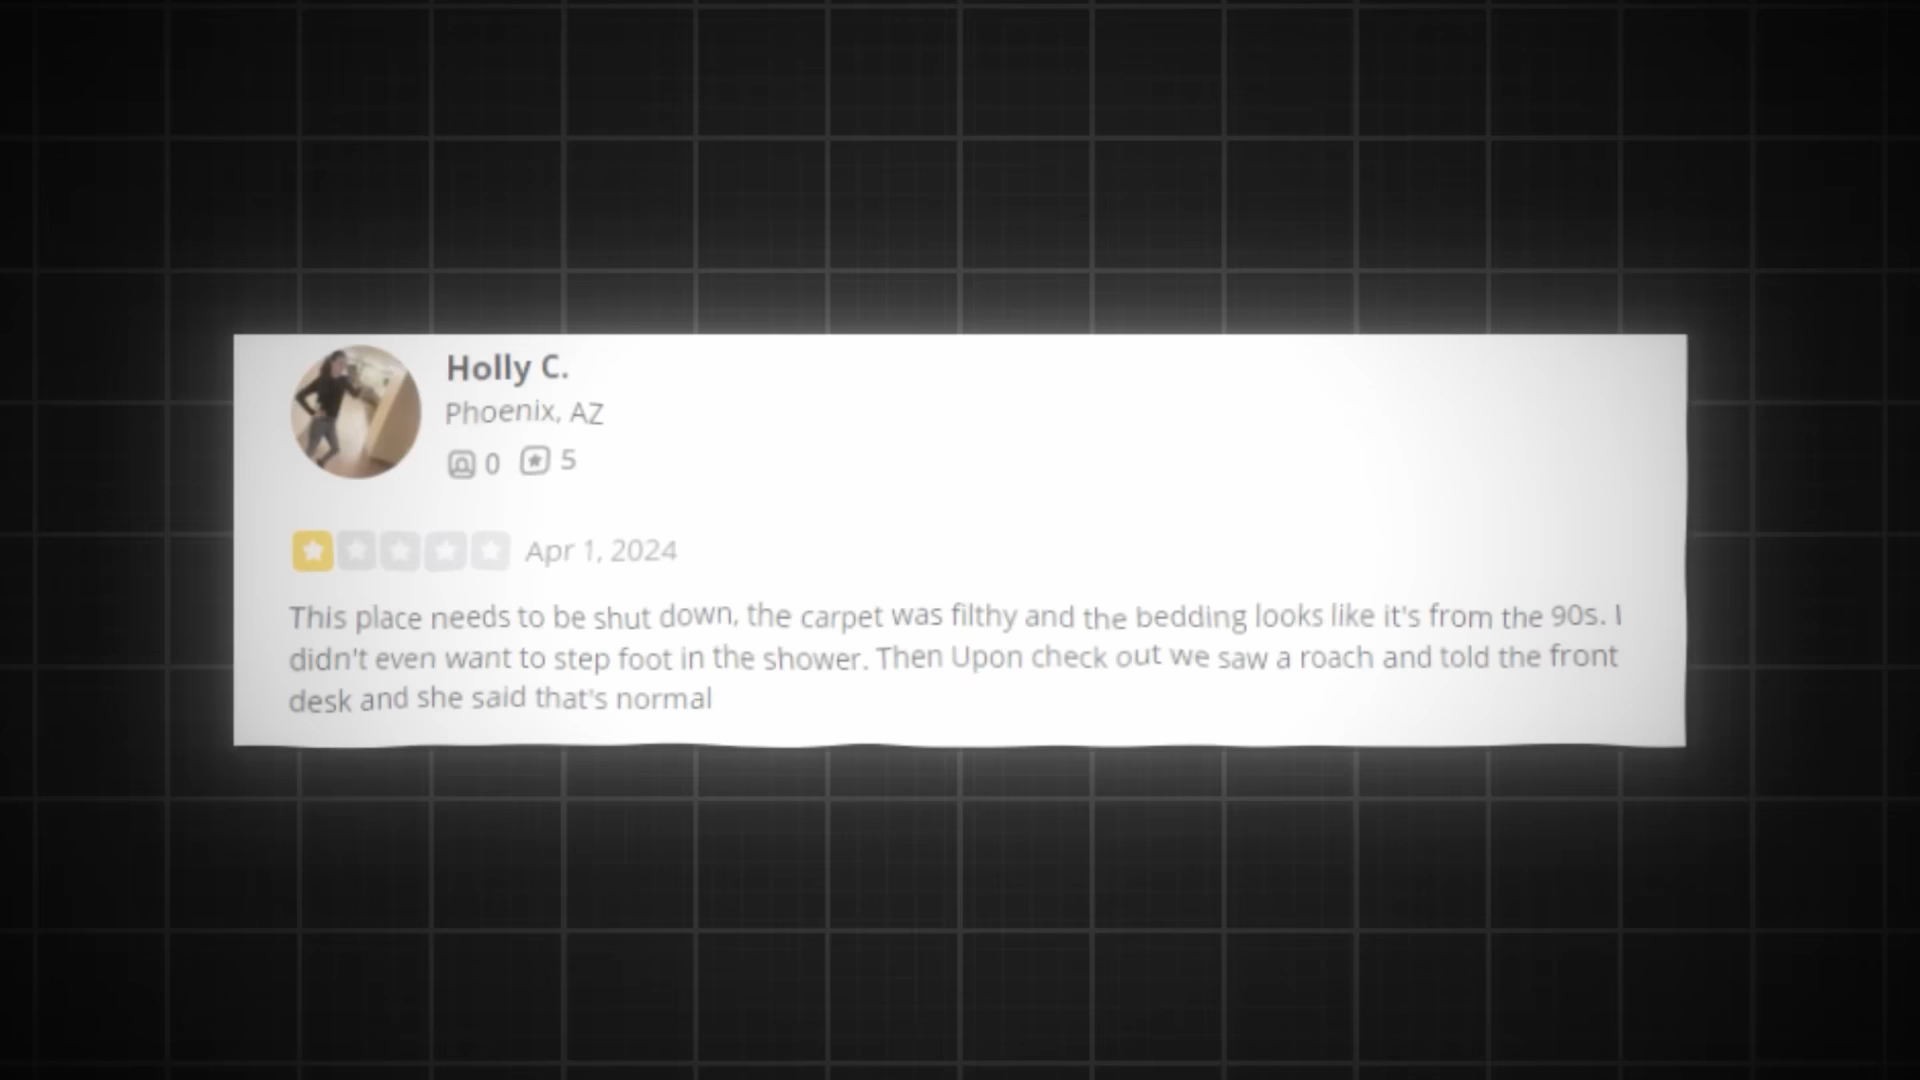 Holly C.
Phoenix, AZ
0 5
Apr 1, 2024
This place needs to be shut down, the carpet was filthy and the bedding looks like it's from the 90s. I
didn't even want to step foot in the shower. Then Upon check out we saw a roach and told the front
desk and she said that's normal